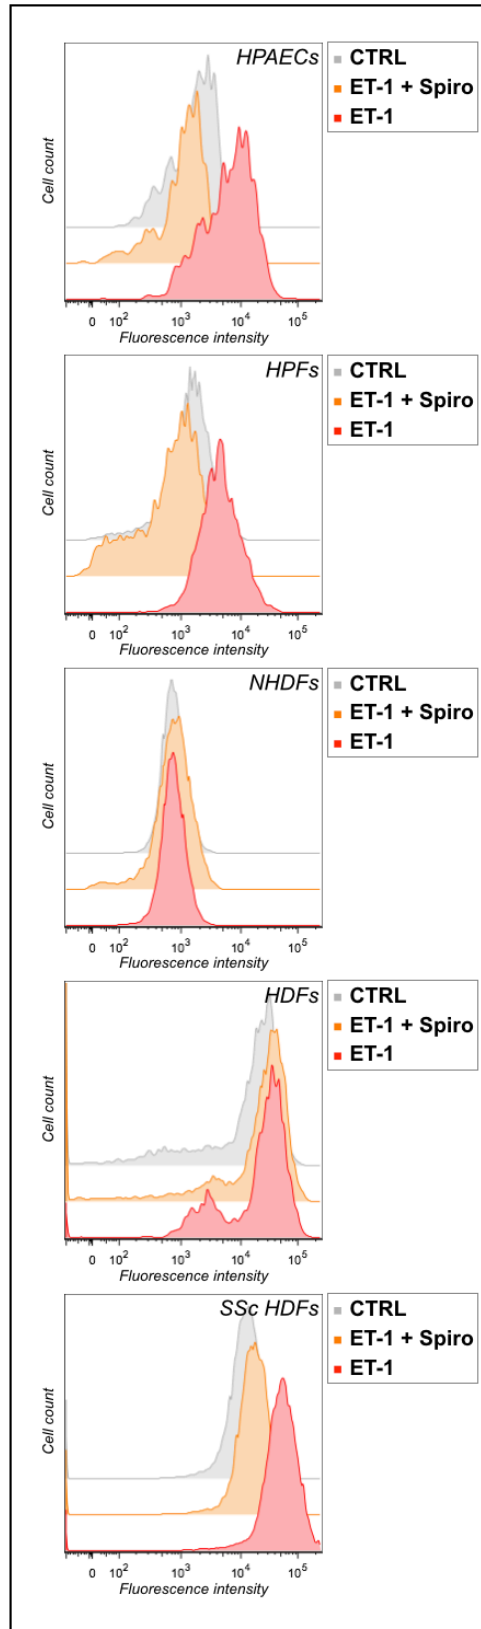 HPAECs
CTRL
ET-1 + Spiro
ET-1
Cell count
0 10² 10³ 10⁴ 10⁵
Fluorescence intensity
HPFs
CTRL
ET-1 + Spiro
ET-1
Cell count
0 10² 10³ 10⁴ 10⁵
Fluorescence intensity
NHDFs
CTRL
ET-1 + Spiro
ET-1
Cell count
0 10² 10³ 10⁴ 10⁵
Fluorescence intensity
HDFs
CTRL
ET-1 + Spiro
ET-1
Cell count
0 10² 10³ 10⁴ 10⁵
Fluorescence intensity
SSc HDFs
CTRL
ET-1 + Spiro
ET-1
Cell count
0 10² 10³ 10⁴ 10⁵
Fluorescence intensity